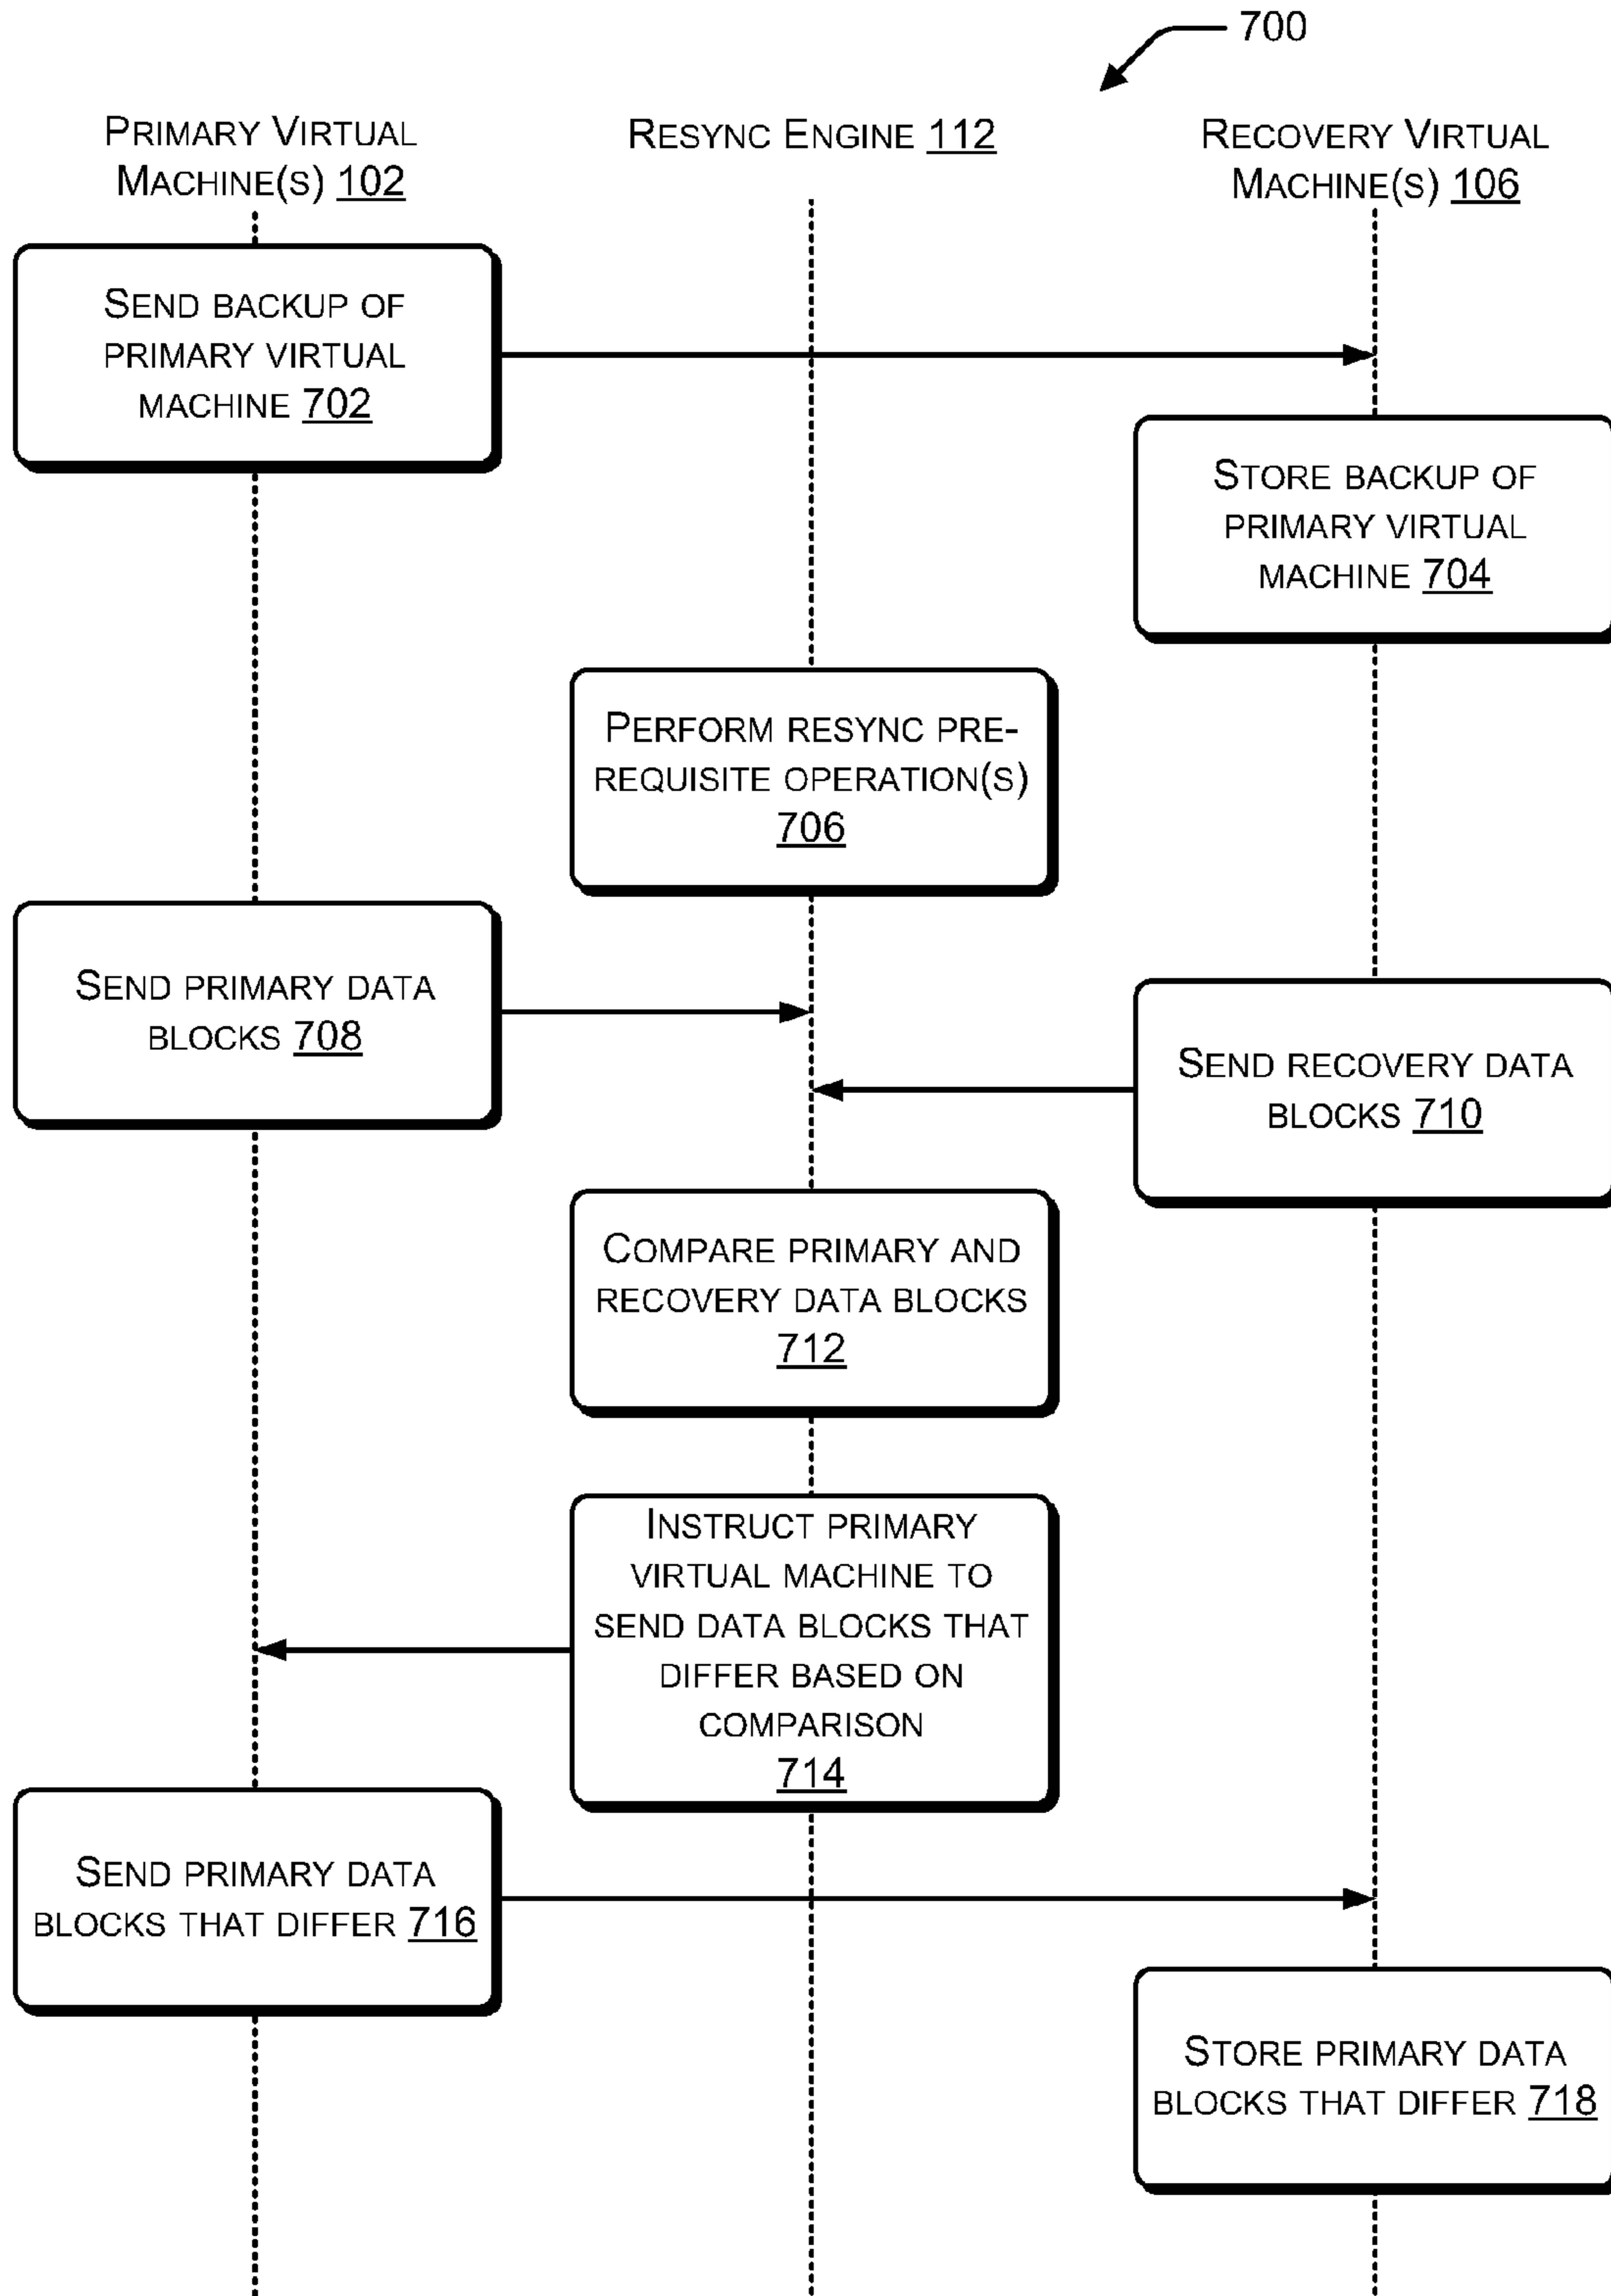 700
PRIMARY VIRTUAL
MACHINE(S) 102
RESYNC ENGINE 112
RECOVERY VIRTUAL
MACHINE(S) 106
SEND BACKUP OF
PRIMARY VIRTUAL
MACHINE 702
STORE BACKUP OF
PRIMARY VIRTUAL
MACHINE 704
PERFORM RESYNC PRE-
REQUISITE OPERATION(S)
706
SEND PRIMARY DATA
BLOCKS 708
SEND RECOVERY DATA
BLOCKS 710
COMPARE PRIMARY AND
RECOVERY DATA BLOCKS
712
INSTRUCT PRIMARY
VIRTUAL MACHINE TO
SEND DATA BLOCKS THAT
DIFFER BASED ON
COMPARISON
714
SEND PRIMARY DATA
BLOCKS THAT DIFFER 716
STORE PRIMARY DATA
BLOCKS THAT DIFFER 718